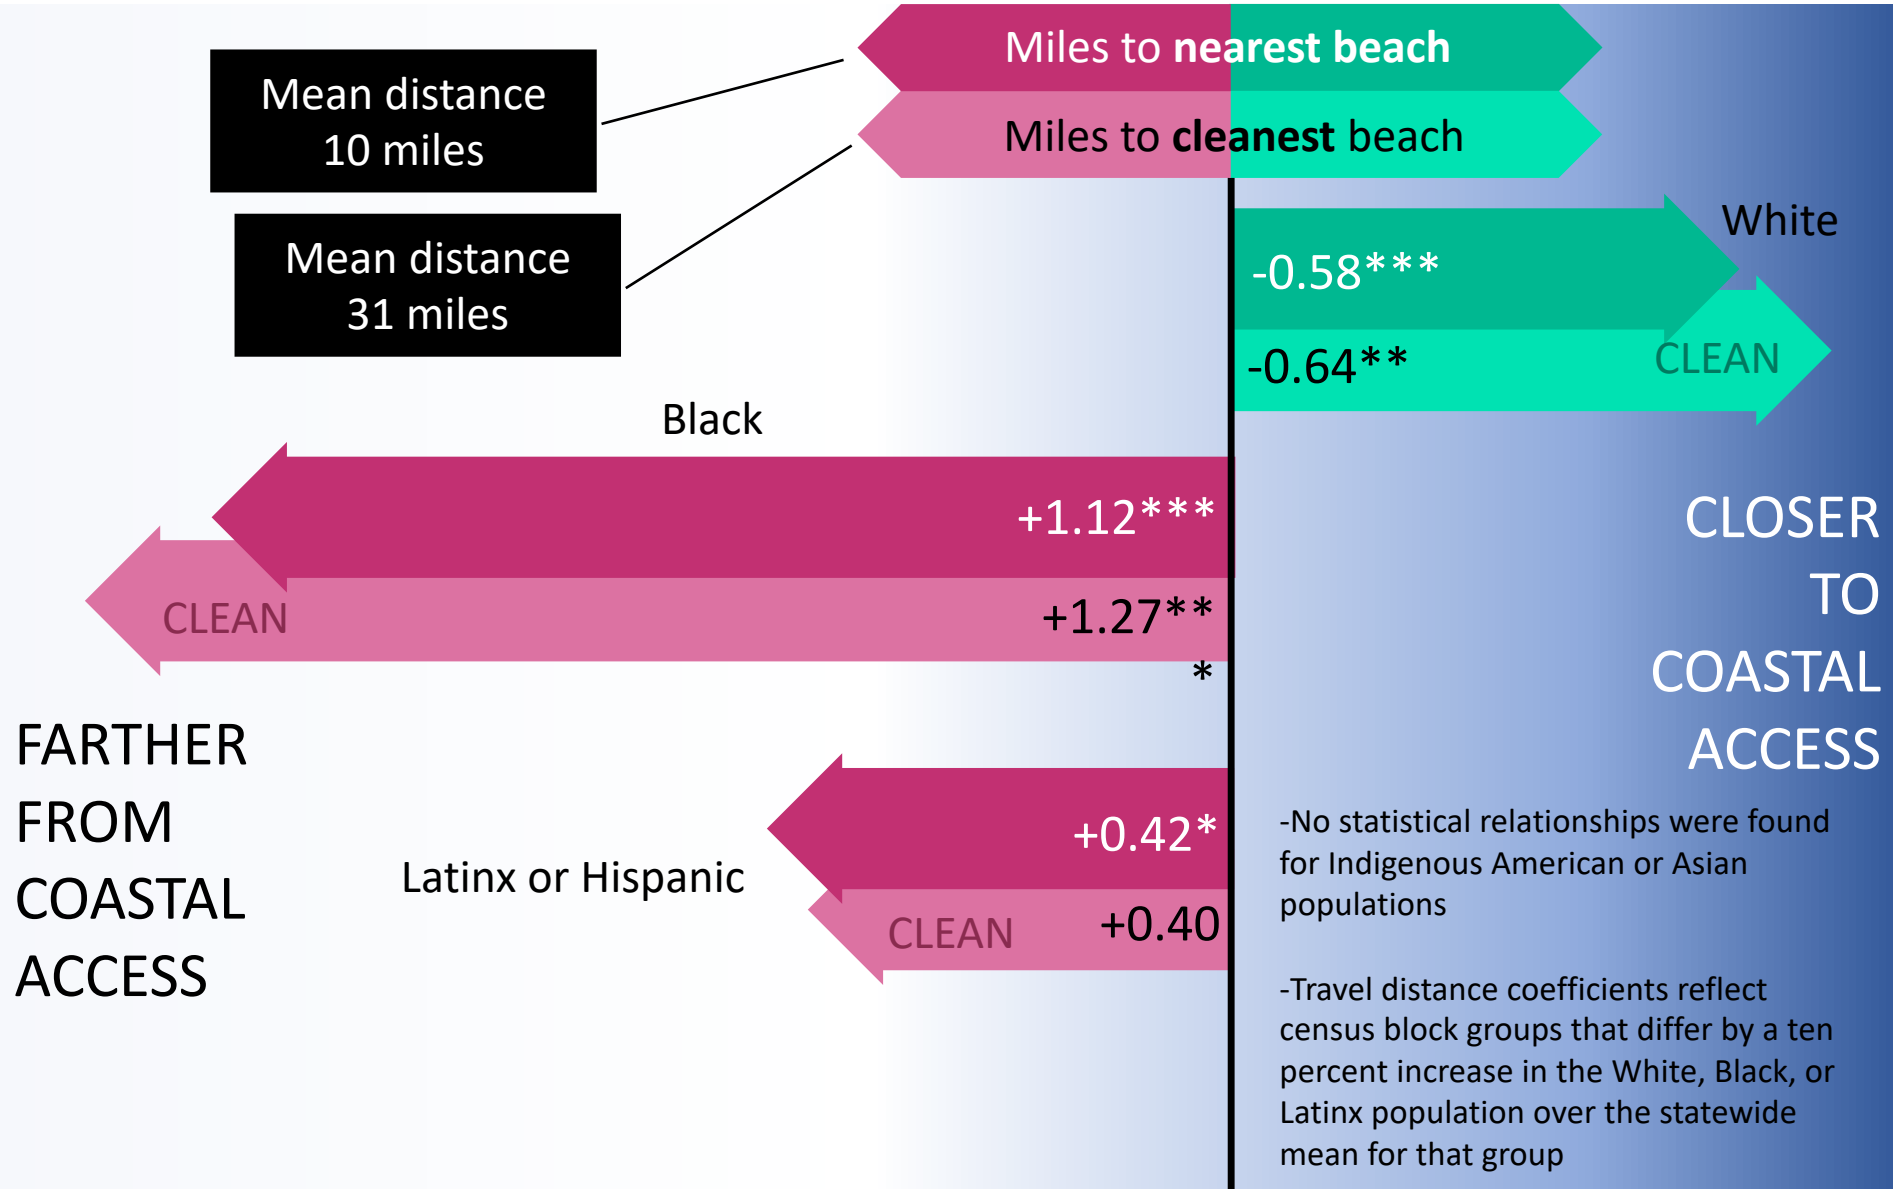 Miles to nearest beach
Miles to cleanest beach
Mean distance
10 miles
Mean distance
31 miles
White
-0.58***
-0.64**
CLEAN
Black
+1.12***
+1.27**
*
CLEAN
CLOSER
TO
COASTAL
ACCESS
FARTHER
FROM
COASTAL
ACCESS
Latinx or Hispanic
+0.42*
CLEAN
+0.40
-No statistical relationships were found
for Indigenous American or Asian
populations
-Travel distance coefficients reflect
census block groups that differ by a ten
percent increase in the White, Black, or
Latinx population over the statewide
mean for that group